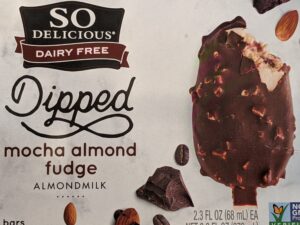 SO
DELICIOUS®
DAIRY FREE
Dipped
mocha almond
fudge
ALMONDMILK
bars
2.3 FL OZ (68 mL) EA